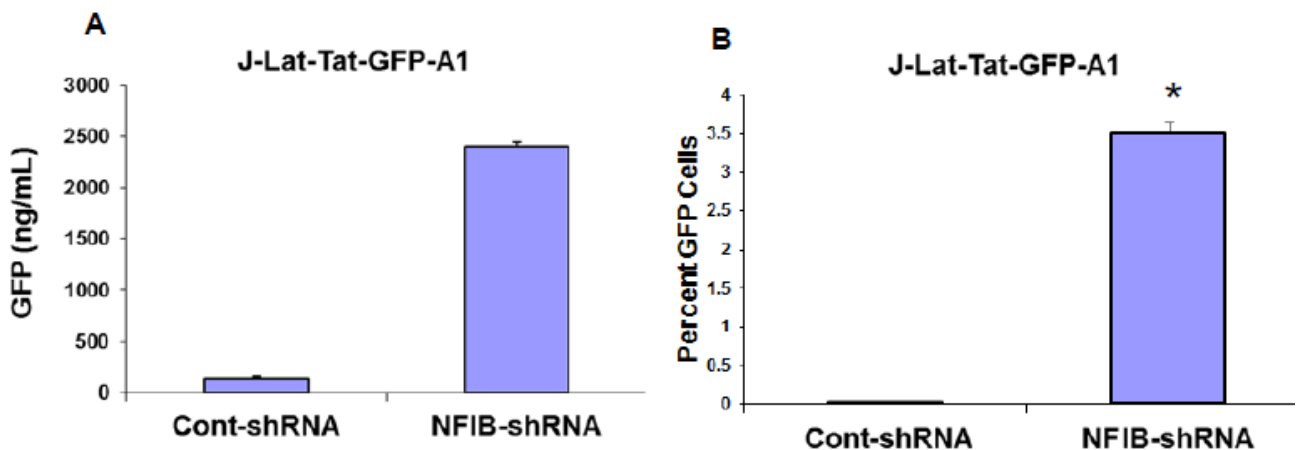 A
J-Lat-Tat-GFP-A1
GFP (ng/mL)
3000
2500
2000
1500
1000
500
0
Cont-shRNA
NFIB-shRNA
B
J-Lat-Tat-GFP-A1
*
Percent GFP Cells
4
3.5
3
2.5
2
1.5
1
0.5
0
Cont-shRNA
NFIB-shRNA